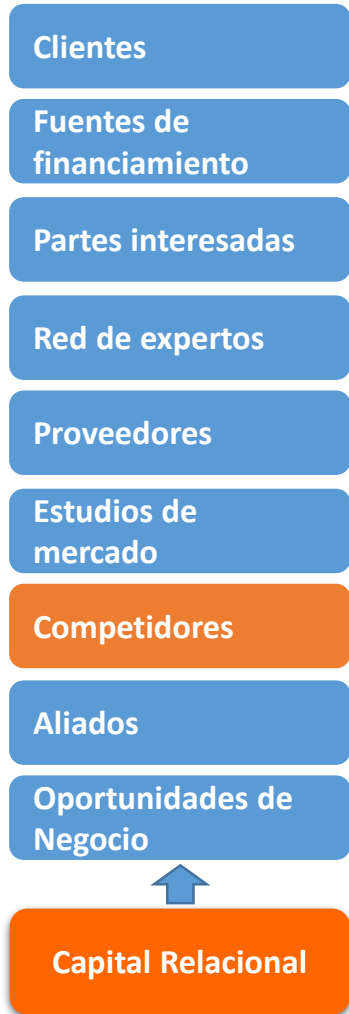 Clientes
Fuentes de
financiamiento
Partes interesadas
Red de expertos
Proveedores
Estudios de
mercado
Competidores
Aliados
Oportunidades de
Negocio
Capital Relacional